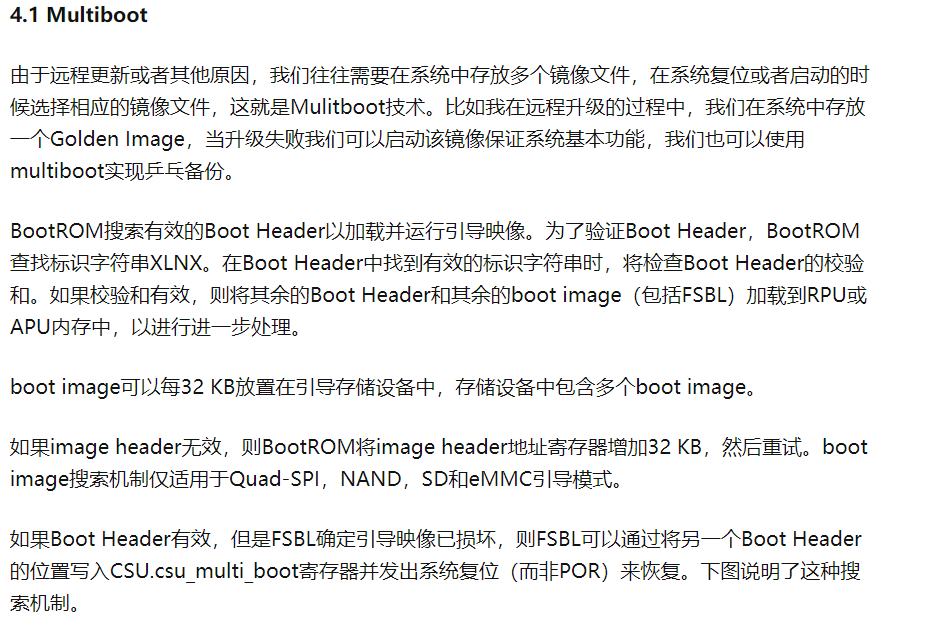 4.1 Multiboot
由于远程更新或者其他原因，我们往往需要在系统中存放多个镜像文件，在系统复位或者启动的时
候选择相应的镜像文件，这就是Mulitboot技术。比如我在远程升级的过程中，我们在系统中存放
一个Golden Image，当升级失败我们可以启动该镜像保证系统基本功能，我们也可以使用
multiboot实现乒乓备份。
BootROM搜索有效的Boot Header以加载并运行引导映像。为了验证Boot Header，BootROM
查找标识字符串XLNX。在Boot Header中找到有效的标识字符串时，将检查Boot Header的校验
和。如果校验和有效，则将其余的Boot Header和其余的boot image（包括FSBL）加载到RPU或
APU内存中，以进行进一步处理。
boot image可以每32 KB放置在引导存储设备中，存储设备中包含多个boot image。
如果image header无效，则BootROM将image header地址寄存器增加32 KB，然后重试。boot
image搜索机制仅适用于Quad-SPI，NAND，SD和eMMC引导模式。
如果Boot Header有效，但是FSBL确定引导映像已损坏，则FSBL可以通过将另一个Boot Header
的位置写入CSU.csu_multi_boot寄存器并发出系统复位（而非POR）来恢复。下图说明了这种搜
索机制。